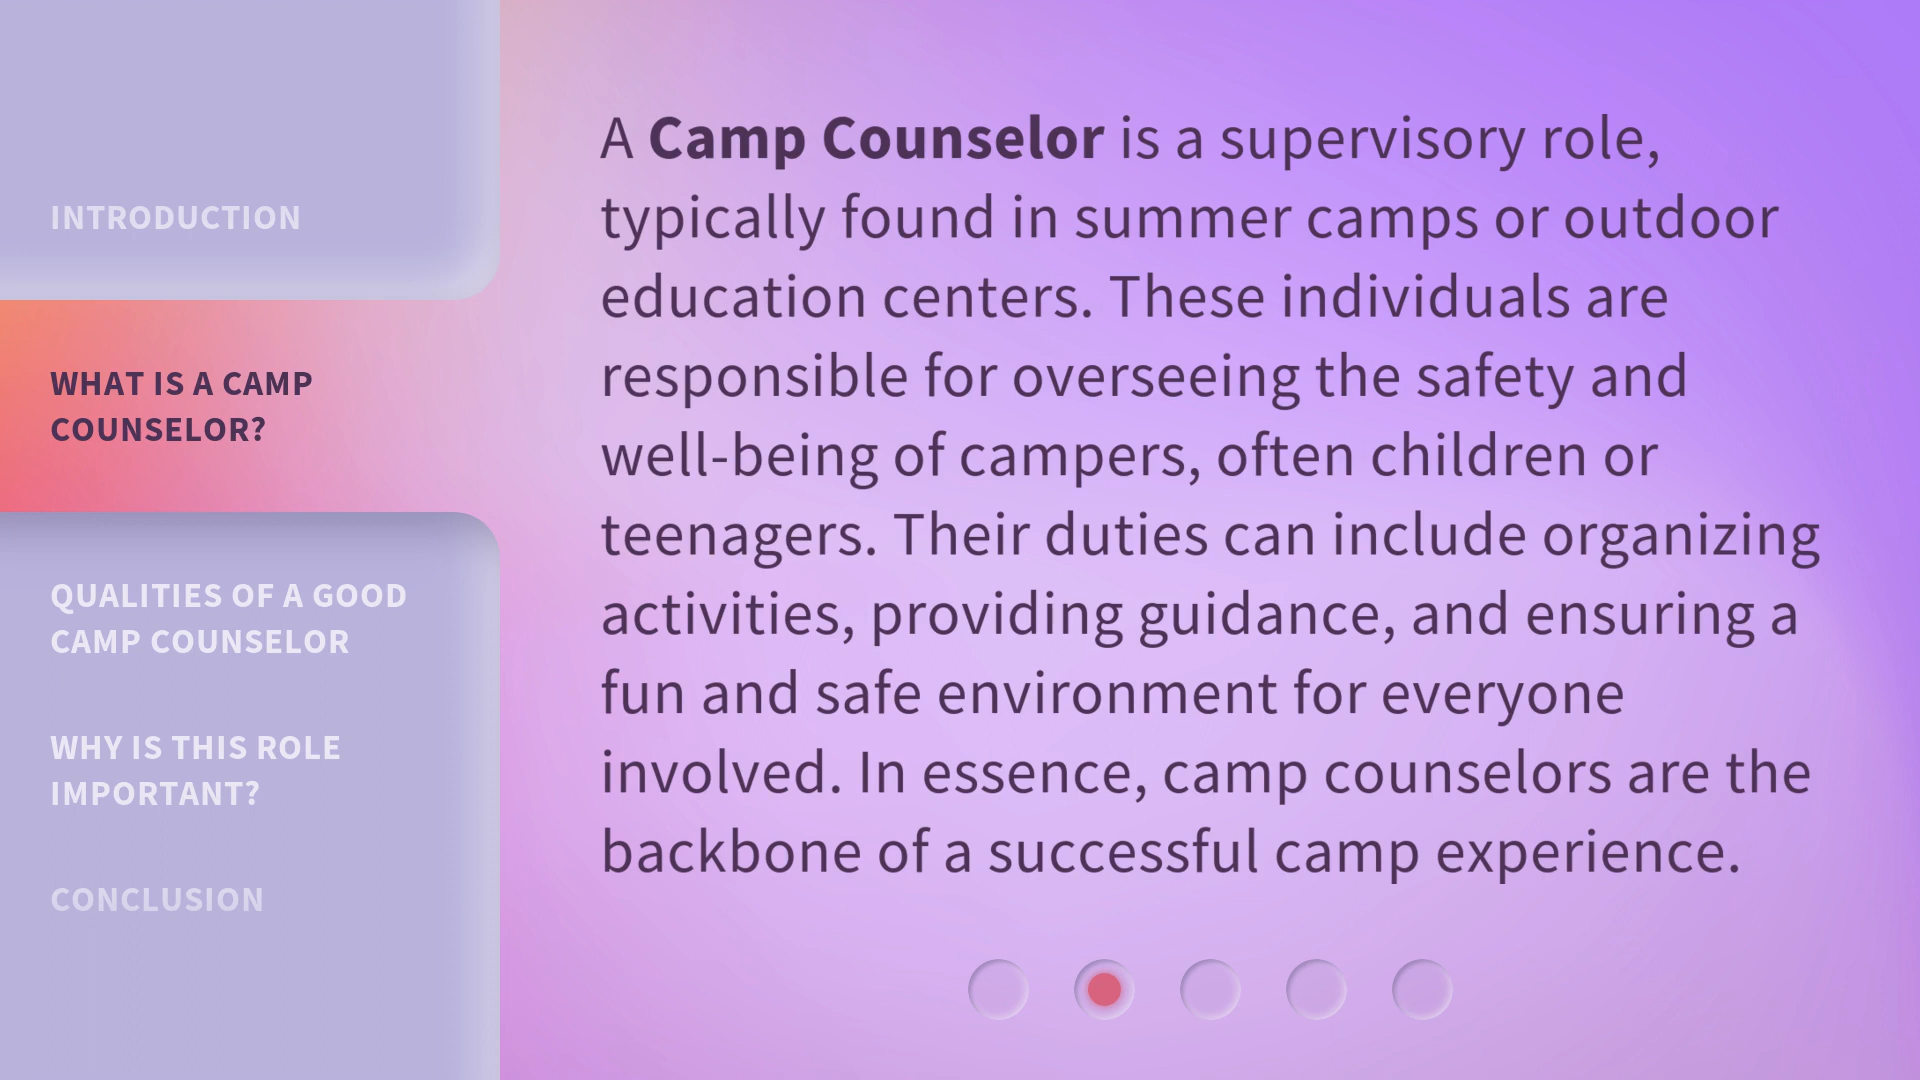 INTRODUCTION
WHAT IS A CAMP
COUNSELOR?
QUALITIES OF A GOOD
CAMP COUNSELOR
WHY IS THIS ROLE
IMPORTANT?
CONCLUSION
A Camp Counselor is a supervisory role,
typically found in summer camps or outdoor
education centers. These individuals are
responsible for overseeing the safety and
well-being of campers, often children or
teenagers. Their duties can include organizing
activities, providing guidance, and ensuring a
fun and safe environment for everyone
involved. In essence, camp counselors are the
backbone of a successful camp experience.